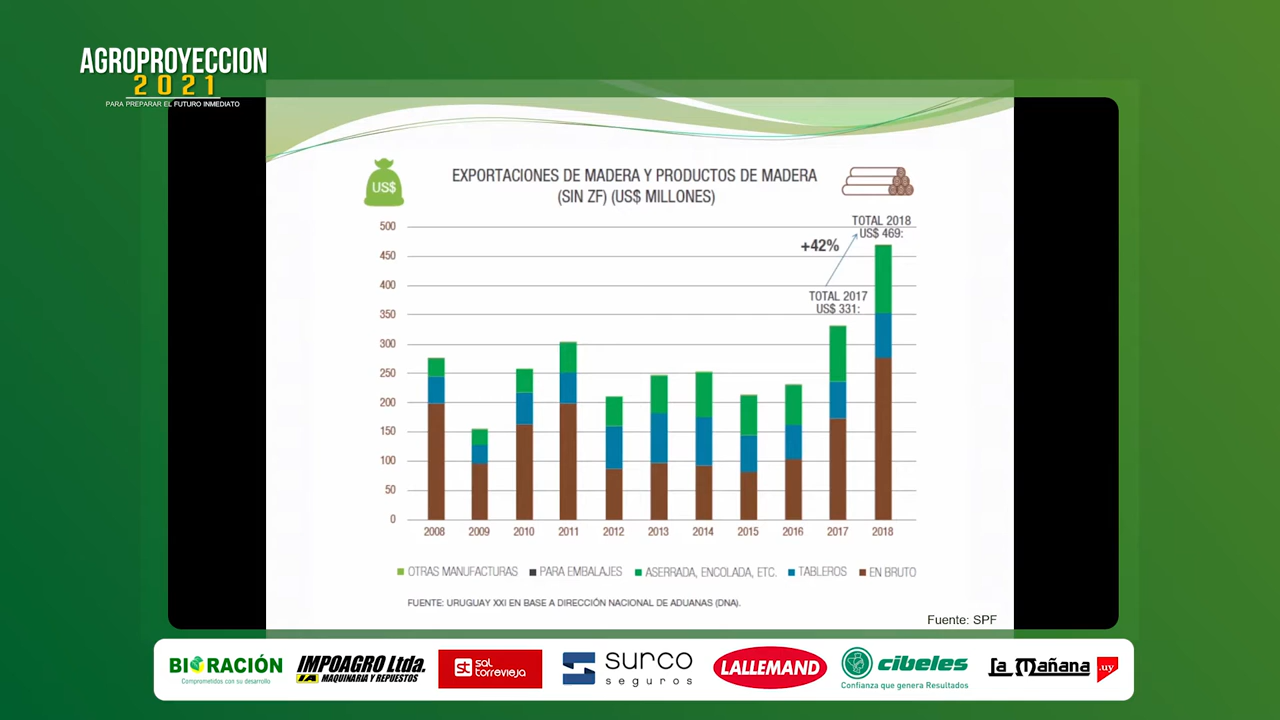 AGROPROYECCION
2021
PARA PREPARAR EL FUTURO INMEDIATO
US$
EXPORTACIONES DE MADERA Y PRODUCTOS DE MADERA
(SIN ZF) (US$ MILLONES)
500
450
400
350
300
250
200
150
100
50
0
TOTAL 2018
US$ 469:
+42%
TOTAL 2017
US$ 331:
2008 2009 2010 2011 2012 2013 2014 2015 2016 2017 2018
OTRAS MANUFACTURAS PARA EMBALAJES ASERRADA, ENCOLADA, ETC. TABLEROS EN BRUTO
FUENTE: URUGUAY XXI EN BASE A DIRECCIÓN NACIONAL DE ADUANAS (DNA).
Fuente: SPF
BIORACIÓN
Comprometidos con su desarrollo
IMPOAGRO Ltda.
IA MAQUINARIA Y REPUESTOS
st sal torrevieja
surco
seguros
LALLEMAND
cibeles
Confianza que genera Resultados
La Mañana .uy